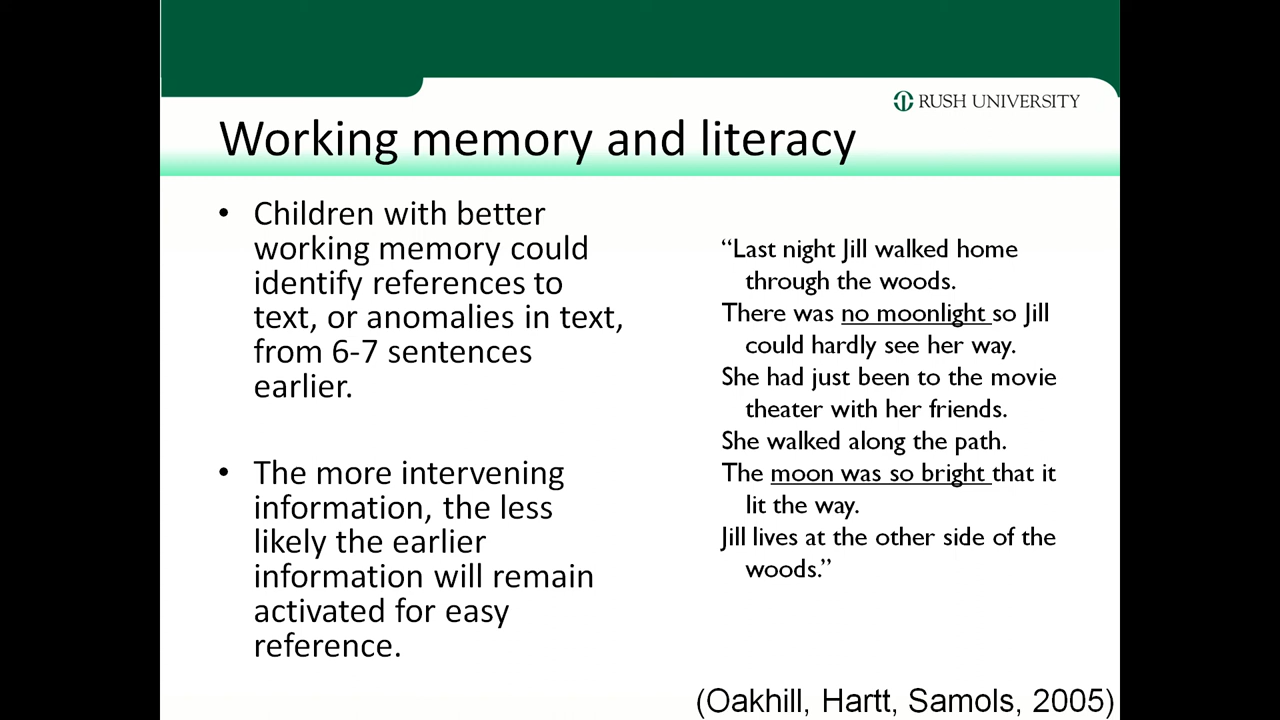 RUSH UNIVERSITY
Working memory and literacy
• Children with better
working memory could
identify references to
text, or anomalies in text,
from 6-7 sentences
earlier.
• The more intervening
information, the less
likely the earlier
information will remain
activated for easy
reference.
“Last night Jill walked home
through the woods.
There was no moonlight so Jill
could hardly see her way.
She had just been to the movie
theater with her friends.
She walked along the path.
The moon was so bright that it
lit the way.
Jill lives at the other side of the
woods.”
(Oakhill, Hartt, Samols, 2005)